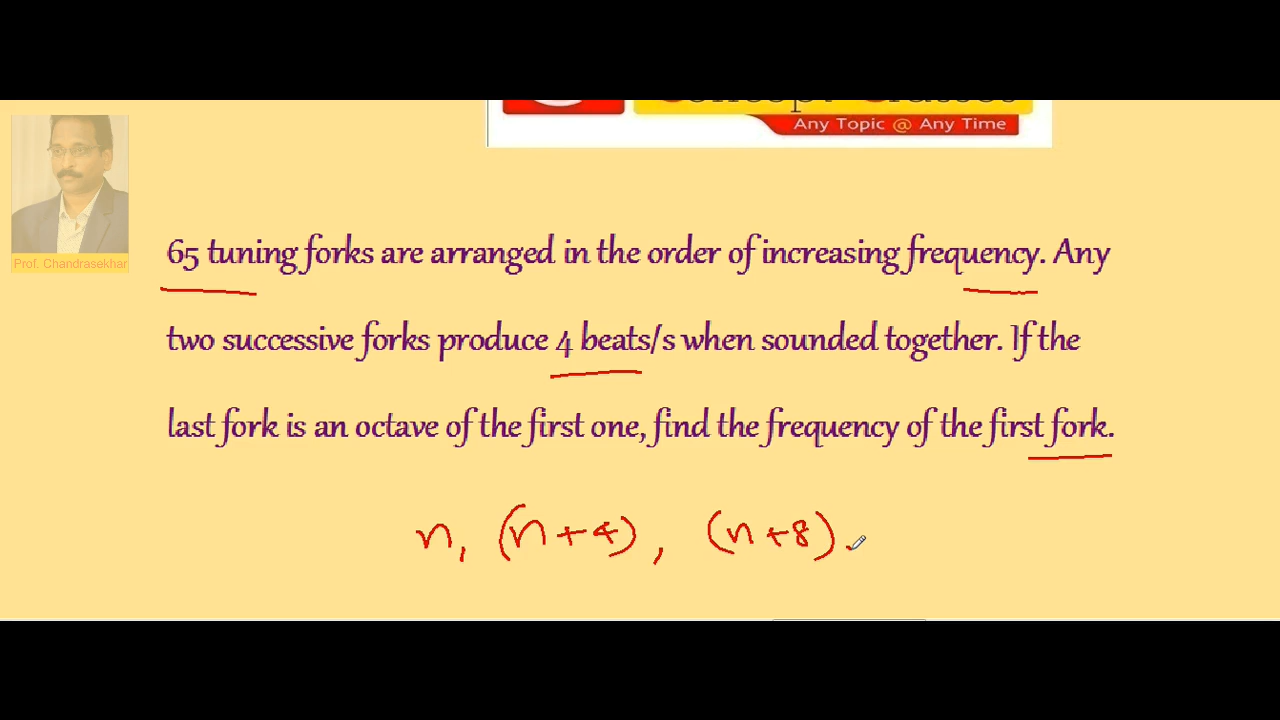 Concept Classes
Any Topic @ Any Time
Prof. Chandrasekhar
65 tuning forks are arranged in the order of increasing frequency. Any
two successive forks produce 4 beats/s when sounded together. If the
last fork is an octave of the first one, find the frequency of the first fork.
n, (n+4), (n+8).